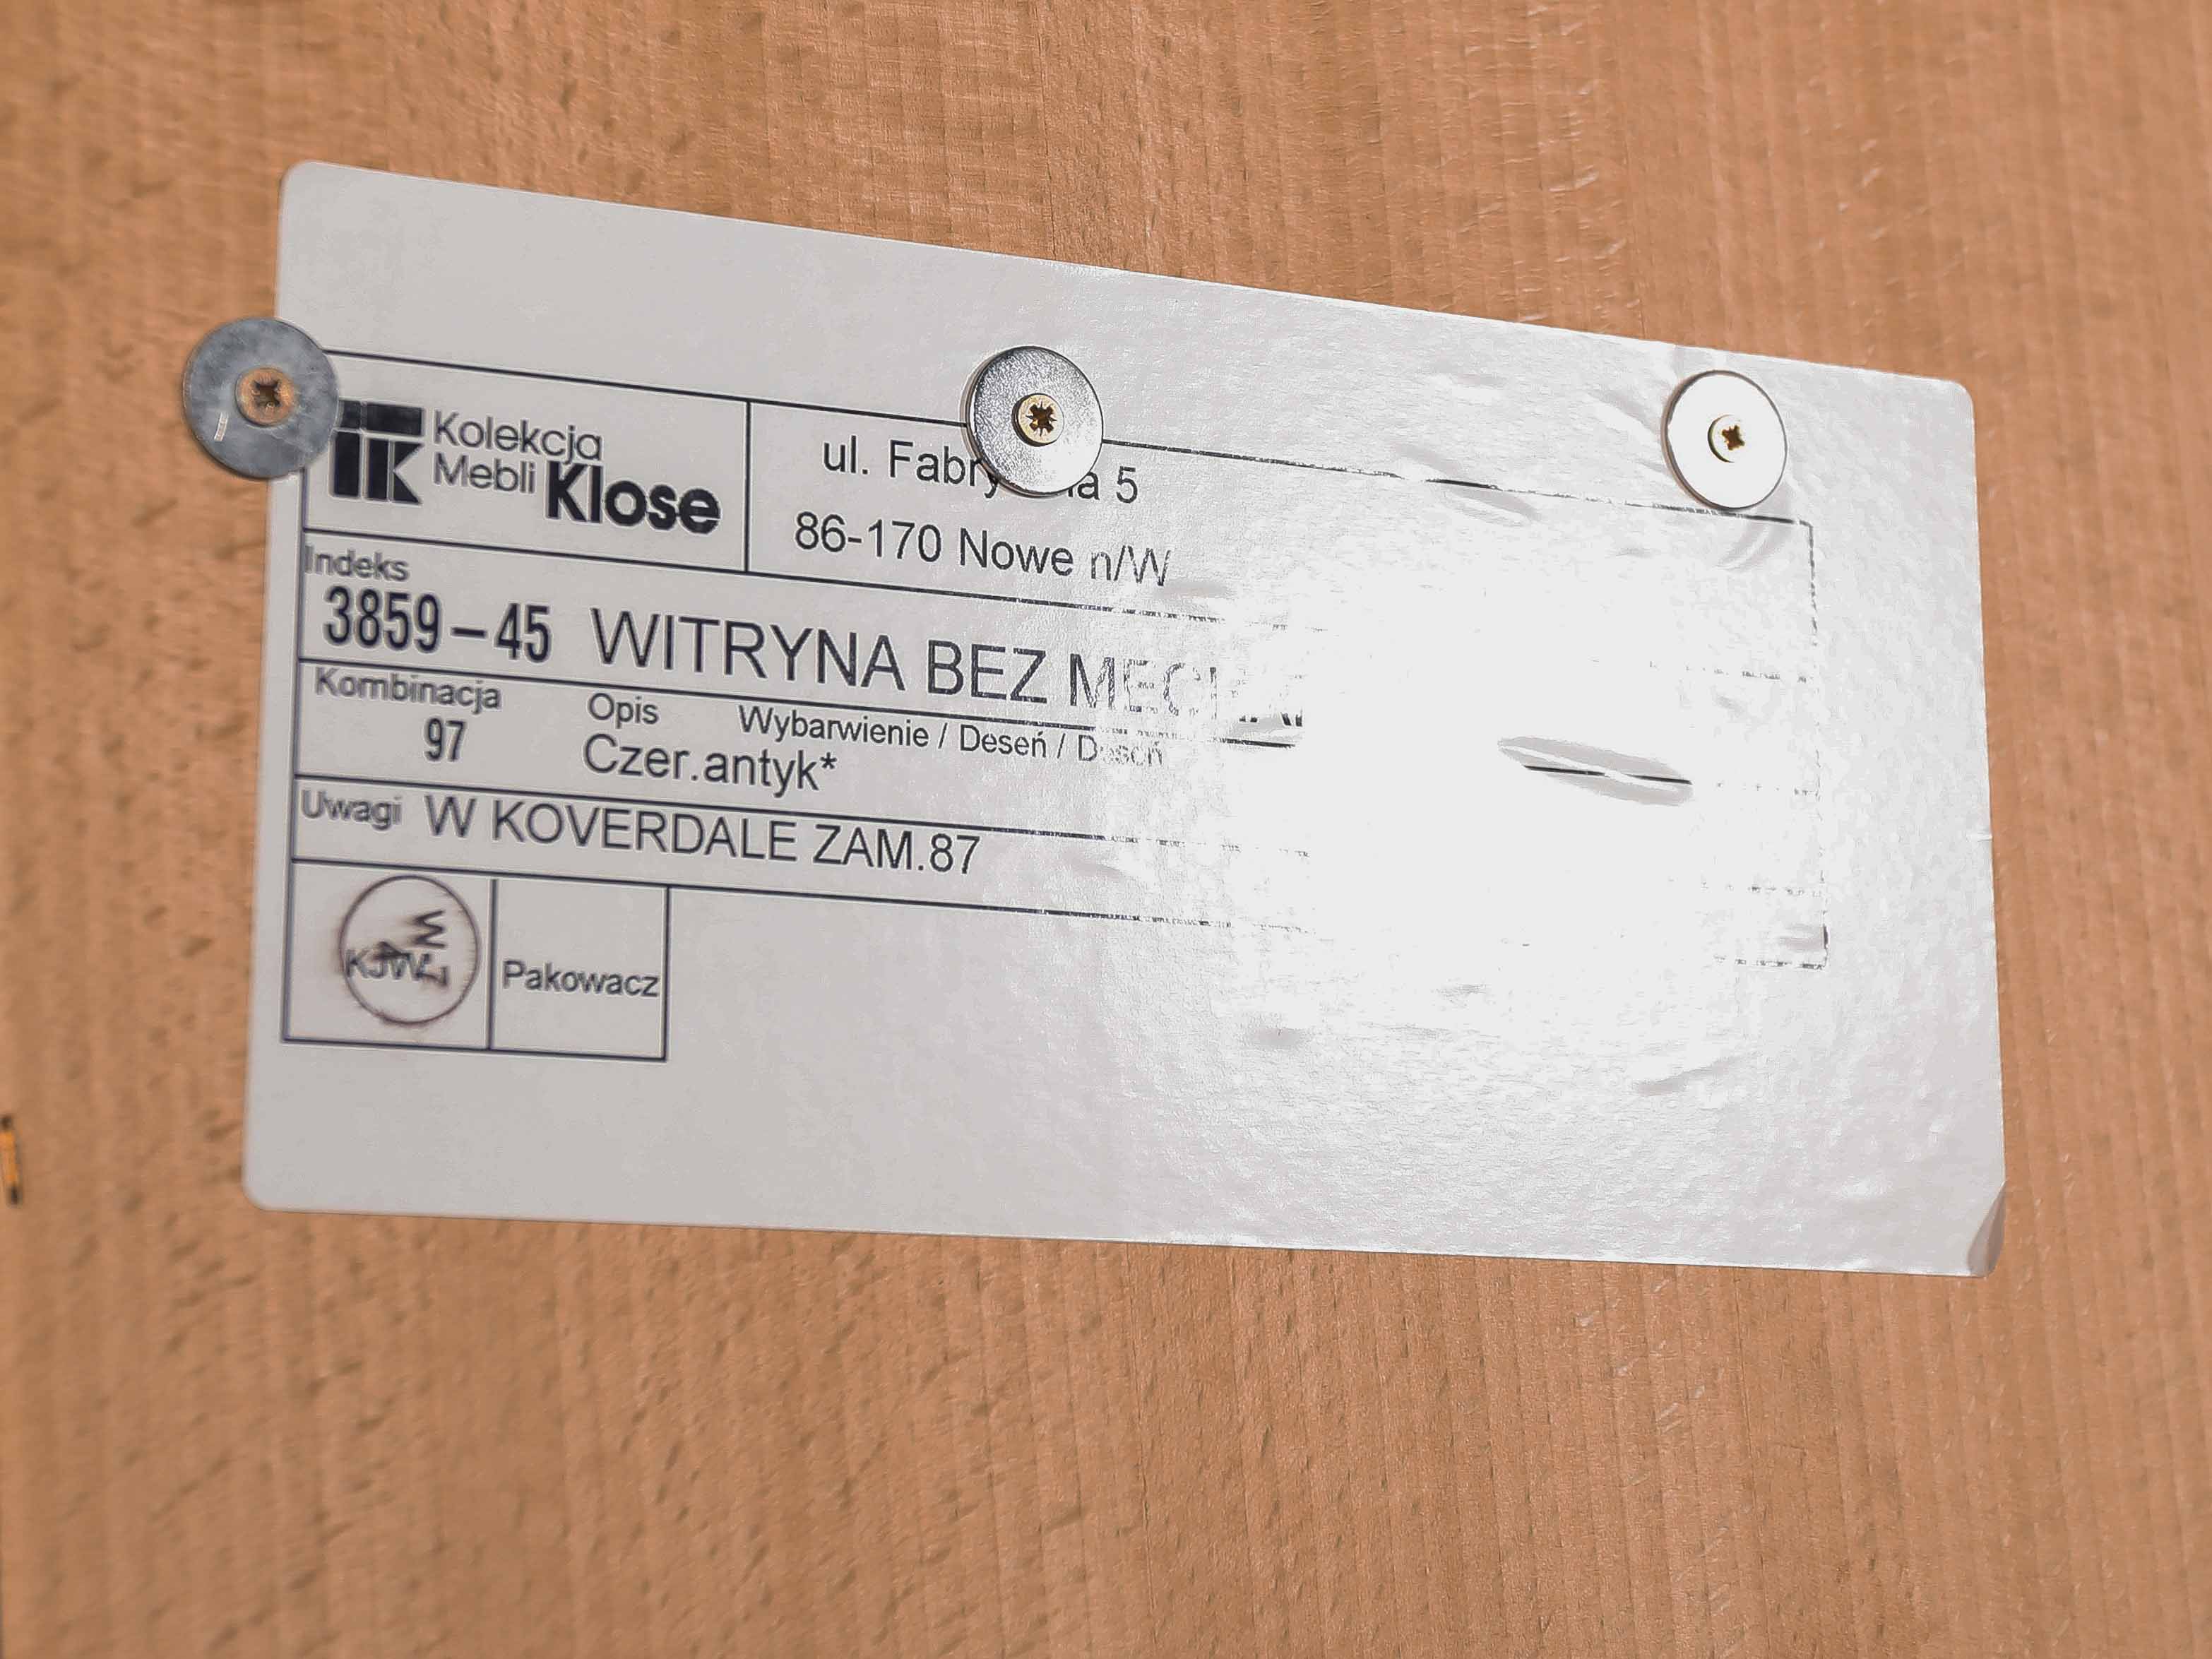 Kolekcja
Mebli Klose
ul. 5
86-170 Nowe n/W
Indeks
3859-45 WITRYNA BEZ
Kombinacja Opis Wybarwienie / Deseń /
97 Czer.antyk*
Uwagi W KOVERDALE ZAM.87
Pakowacz